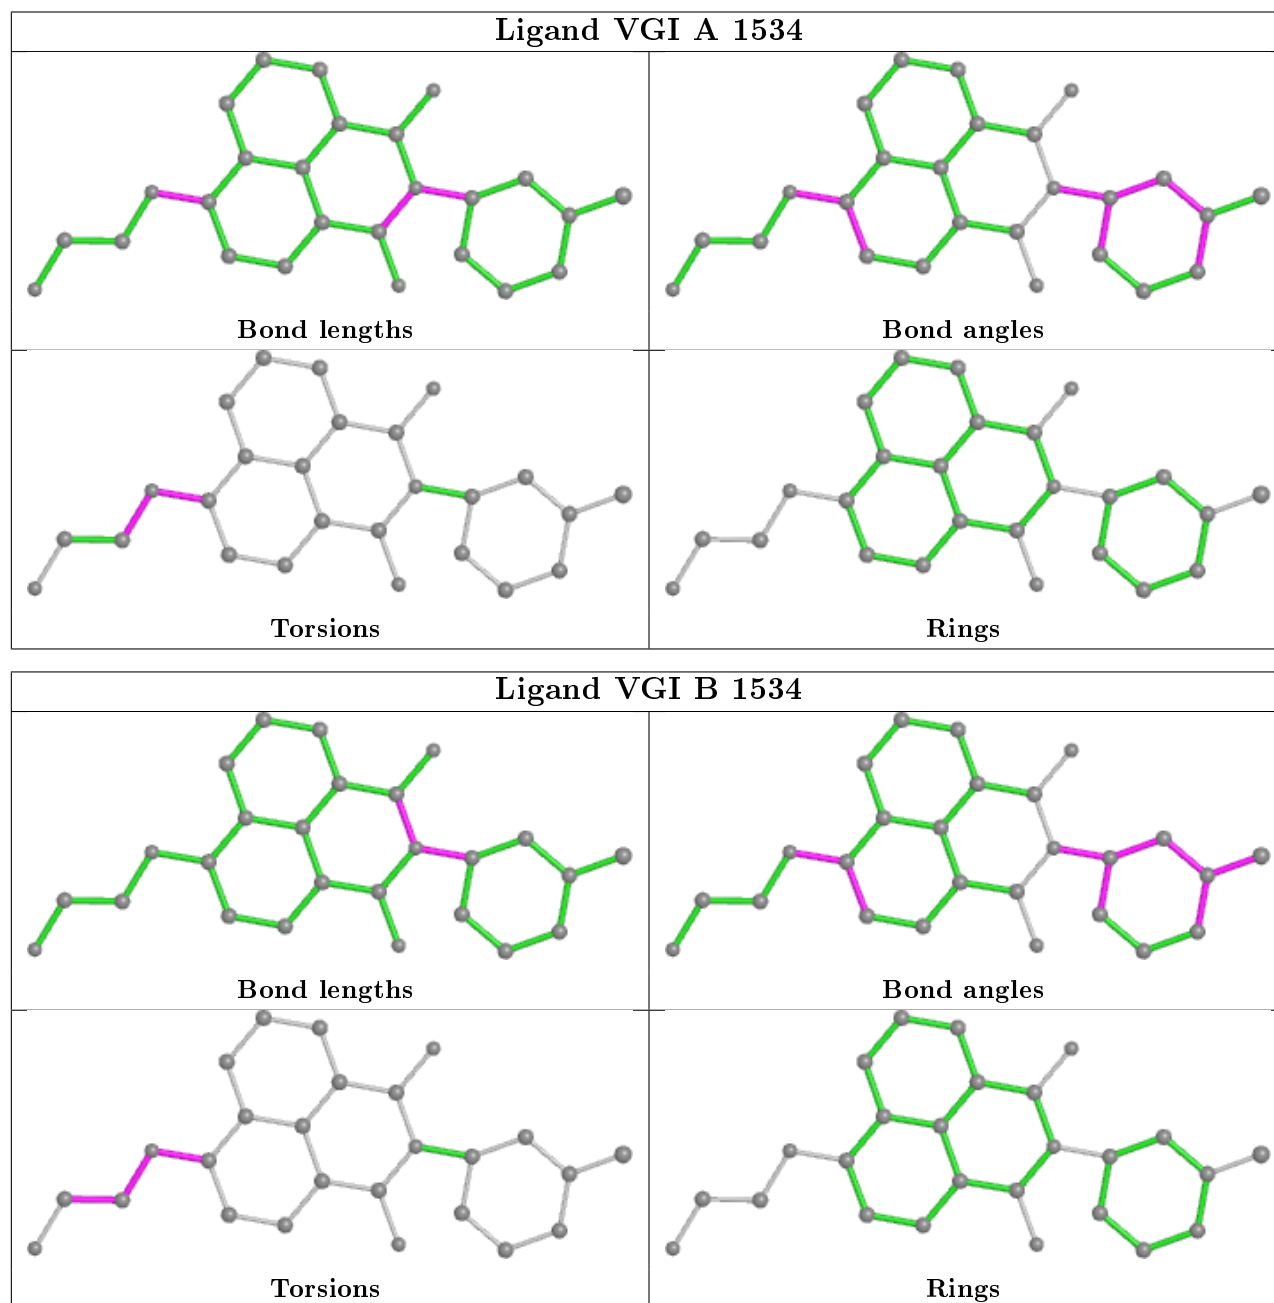 Ligand VGI A 1534
Bond lengths
Bond angles
Torsions
Rings
Ligand VGI B 1534
Bond lengths
Bond angles
Torsions
Rings